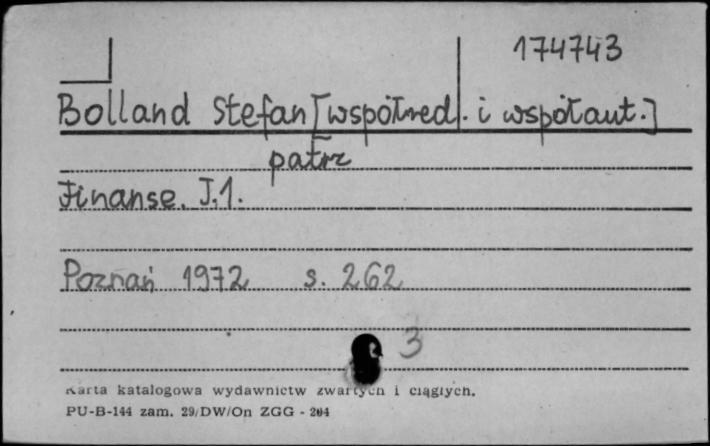 174743
Bolland Stefan [współred. i współaut.]
patrz
Finanse. J.1.
Poznań 1972 s. 262
3
Karta katalogowa wydawnictw zwartych i ciągłych.
PU-B-144 zam. 29/DW/On ZGG - 204